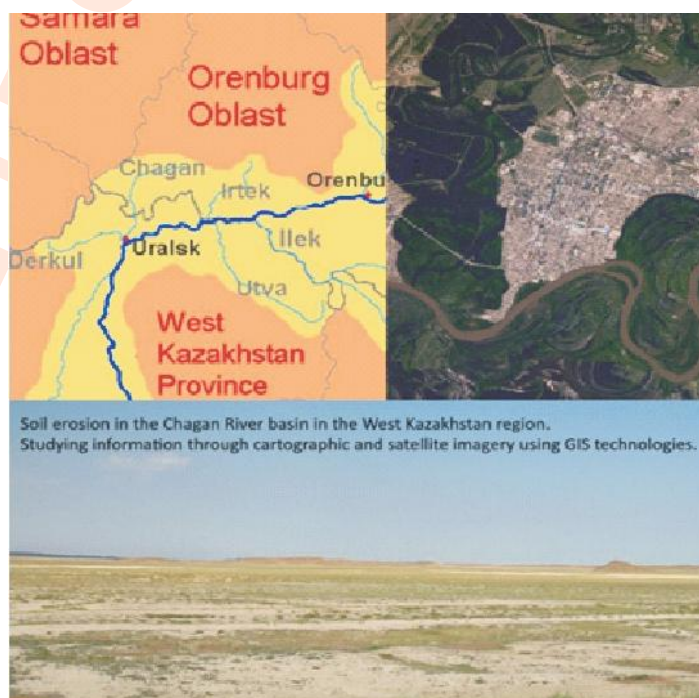 Samara
Oblast
Orenburg
Oblast
Chagan
Irtek
Orenbu
Derkul
Uralsk
Ilek
Utva
West
Kazakhstan
Province
Soil erosion in the Chagan River basin in the West Kazakhstan region.
Studying information through cartographic and satellite imagery using GIS technologies.